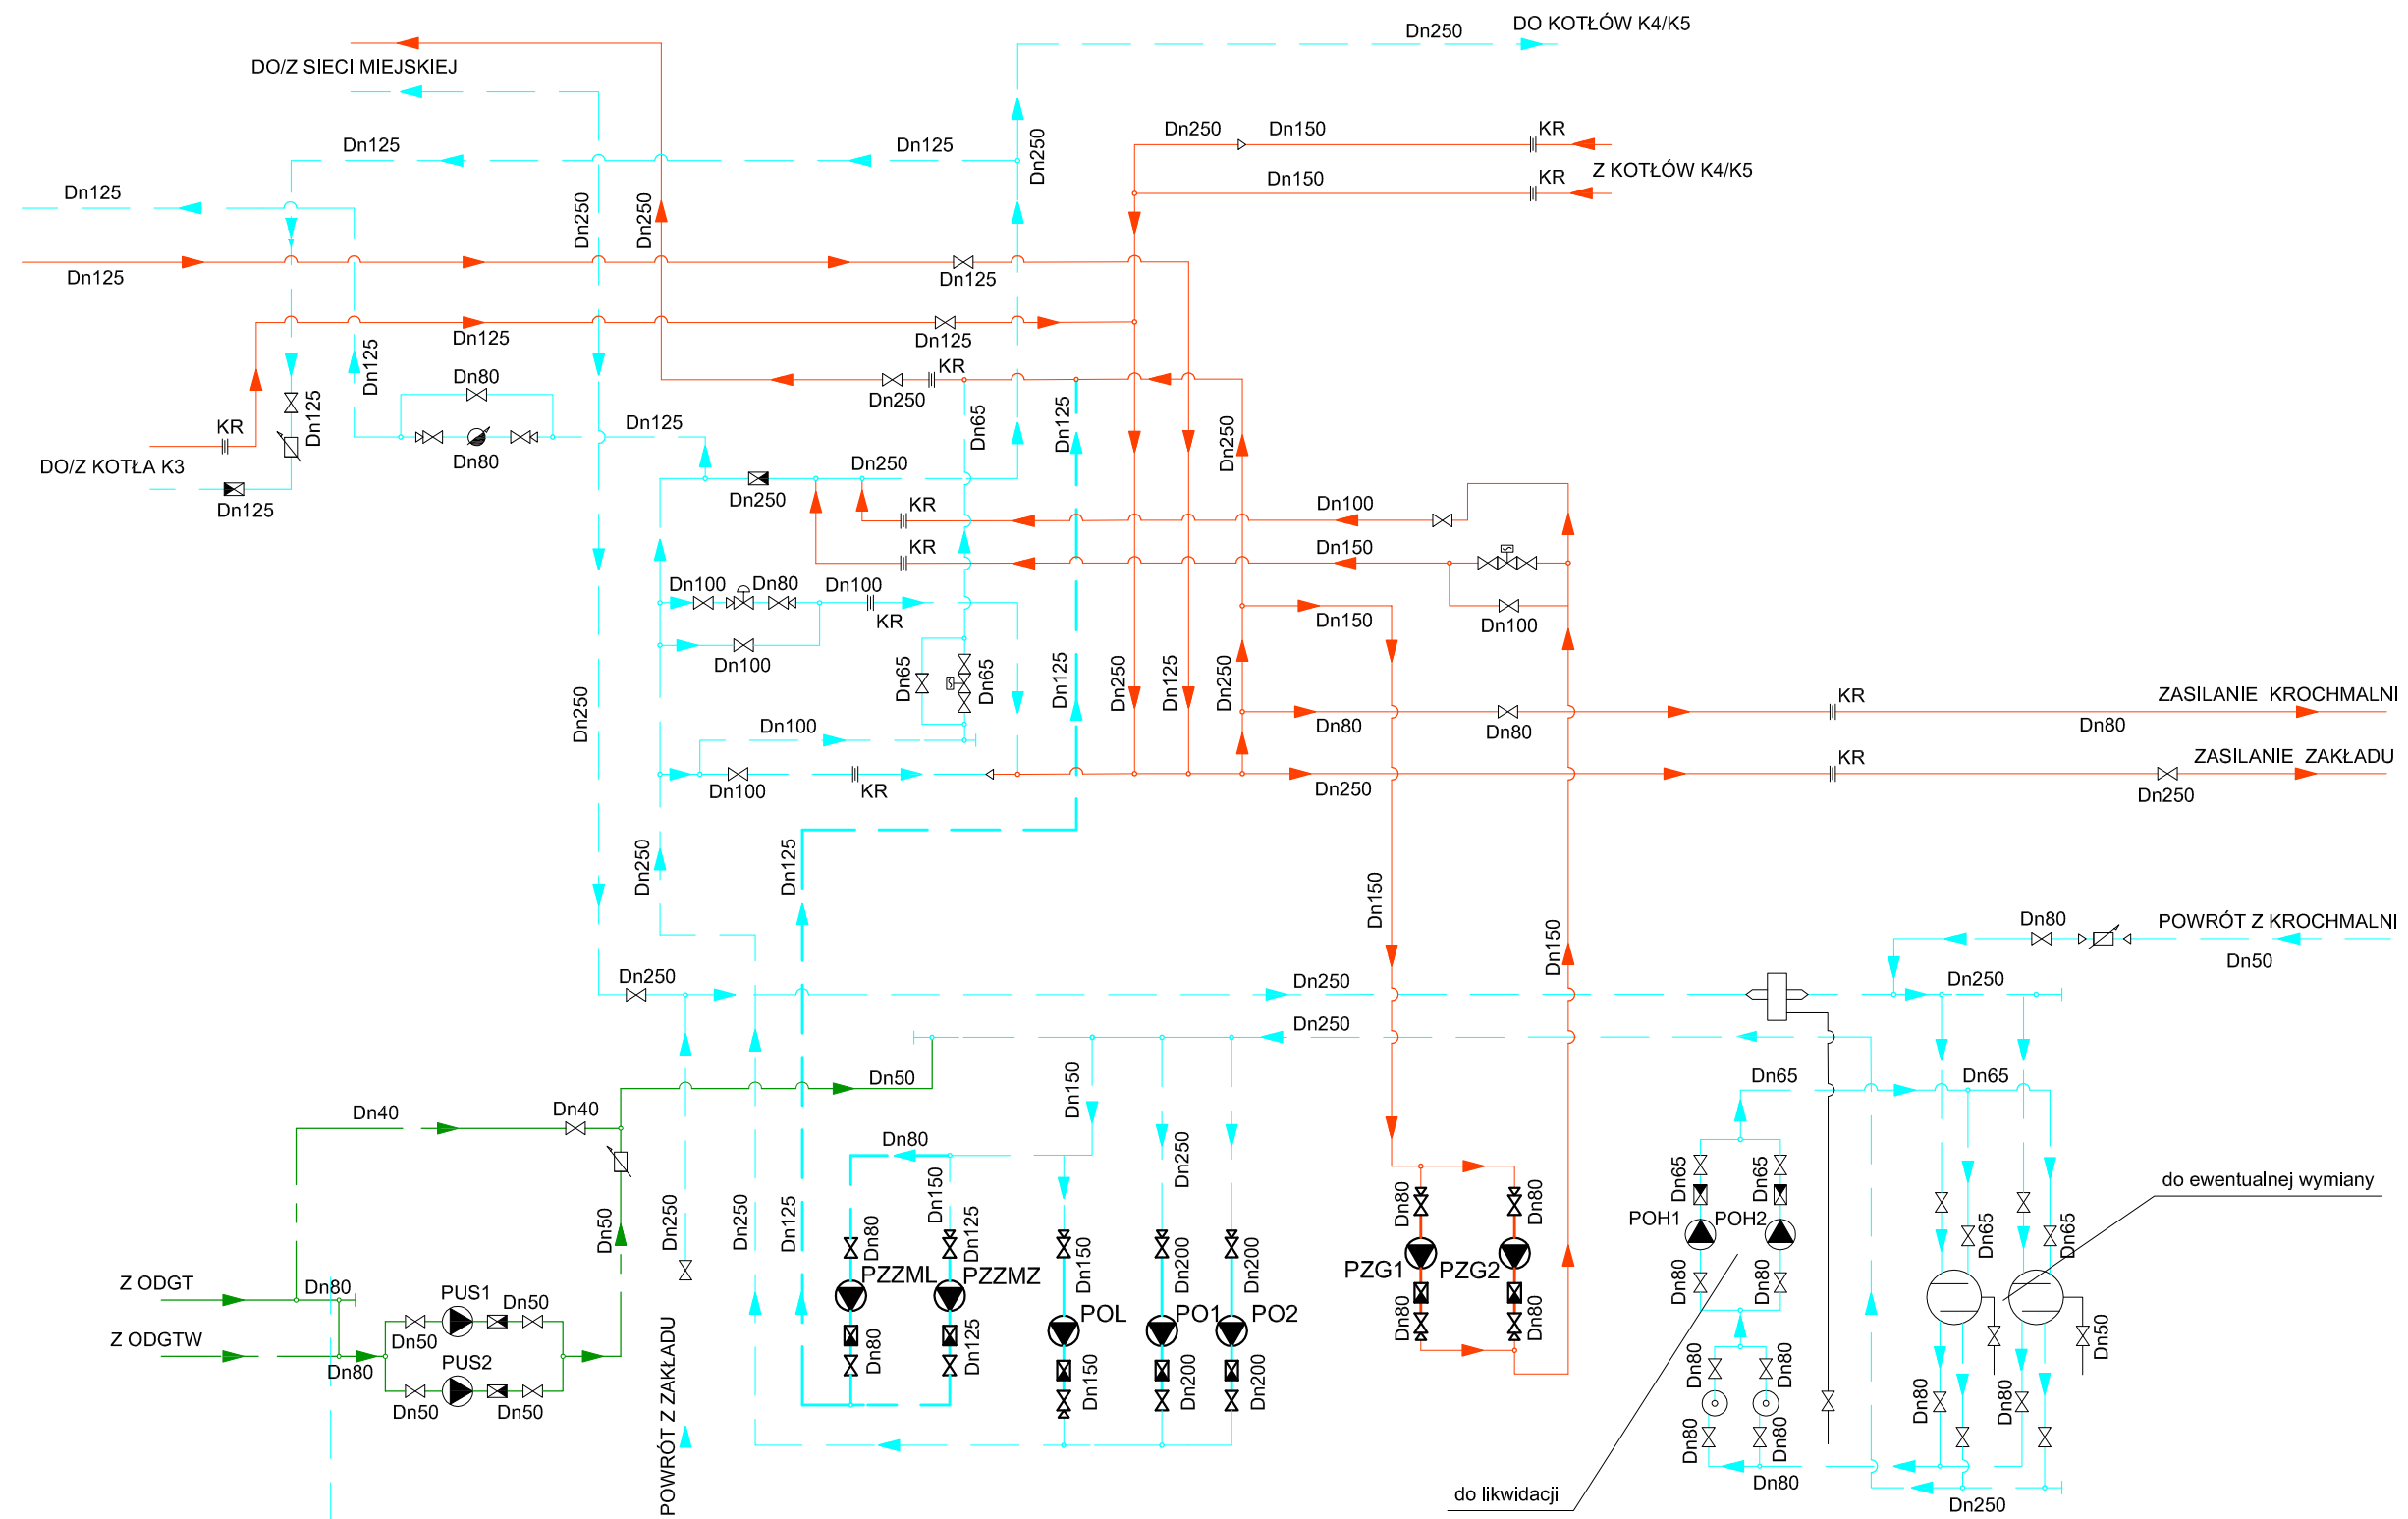 DO KOTŁÓW K4/K5
Dn250
DO/Z SIECI MIEJSKIEJ
Dn250
Dn150
KR
Dn125
Dn125
Dn250
Z KOTŁÓW K4/K5
Dn150
KR
Dn125
Dn250
Dn250
Dn125
Dn125
Dn125
Dn125
Dn125
KR
Dn250
Dn80
Dn125
Dn65
Dn125
Dn250
KR
Dn125
DO/Z KOTŁA K3
Dn80
Dn250
Dn250
Dn125
KR
Dn100
KR
Dn150
Dn100
Dn80
Dn100
KR
Dn150
Dn100
Dn100
Dn65
Dn65
Dn125
Dn250
Dn125
Dn250
Dn250
ZASILANIE KROCHMALNI
KR
Dn80
Dn80
Dn80
Dn100
ZASILANIE ZAKŁADU
KR
Dn100
KR
Dn250
Dn250
Dn250
Dn125
Dn150
Dn150
Dn80
POWRÓT Z KROCHMALNI
Dn50
Dn250
Dn250
Dn250
Dn250
Dn50
Dn150
Dn65
Dn65
Dn40
Dn40
Dn80
Dn250
Dn150
Dn50
Dn250
Dn250
Dn125
Dn80
Dn125
Dn150
Dn200
Dn200
Dn80
Dn80
Dn65
Dn65
do ewentualnej wymiany
POH1
POH2
Dn65
Dn65
Z ODGT
Dn80
PUS1
Dn50
PZZML
PZZMZ
PZG1
PZG2
Dn80
Dn80
POL
PO1
PO2
Z ODGTW
Dn50
Dn80
PUS2
Dn50
Dn50
Dn80
Dn125
Dn150
Dn200
Dn200
Dn80
Dn80
Dn50
Dn80
Dn80
Dn80
Dn80
Dn80
Dn80
POWRÓT Z ZAKŁADU
Dn80
do likwidacji
Dn250